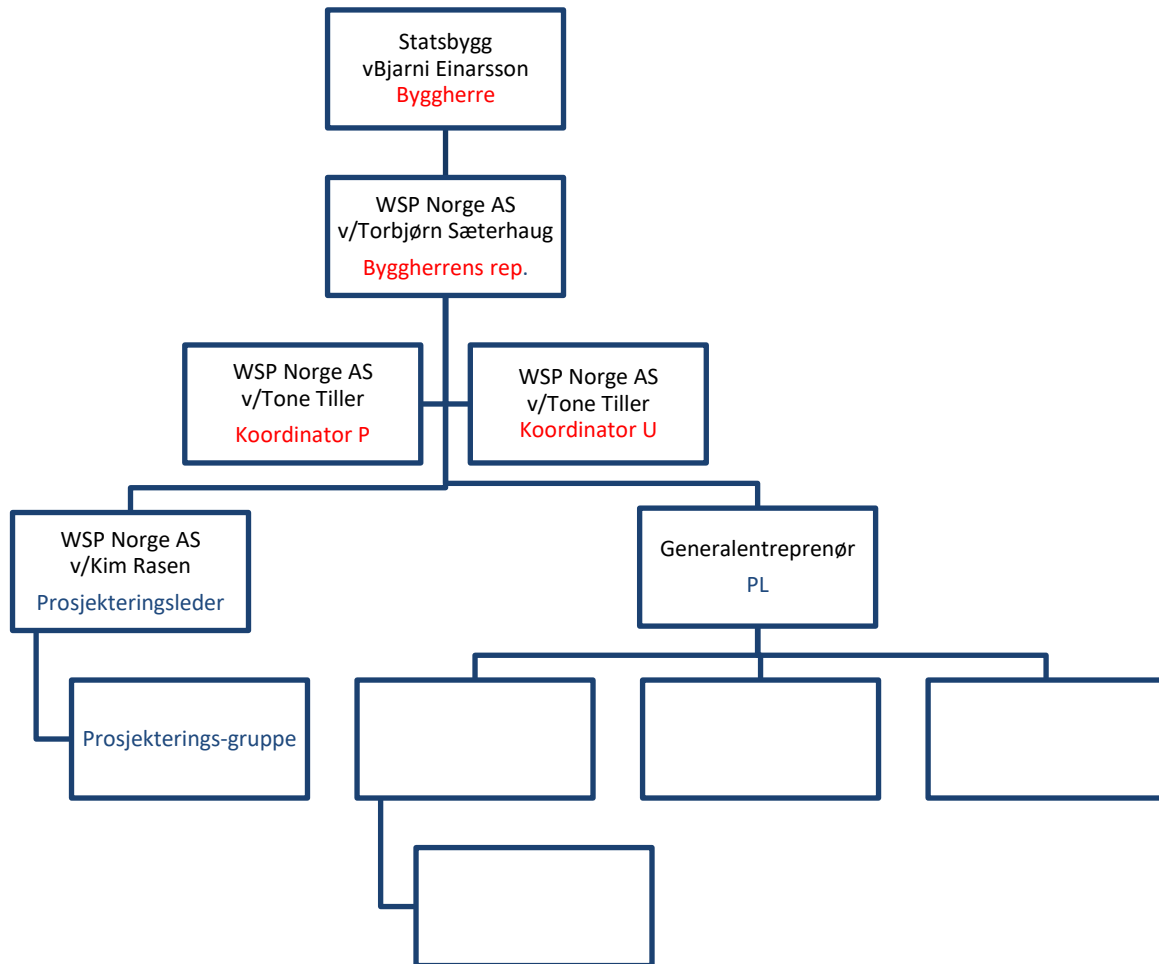 Statsbygg
vBjarni Einarsson
Byggherre
WSP Norge AS
v/Torbjørn Sæterhaug
Byggherrens rep.
WSP Norge AS
v/Tone Tiller
Koordinator P
WSP Norge AS
v/Tone Tiller
Koordinator U
WSP Norge AS
v/Kim Rasen
Prosjekteringsleder
Generalentreprenør
PL
Prosjekterings-gruppe